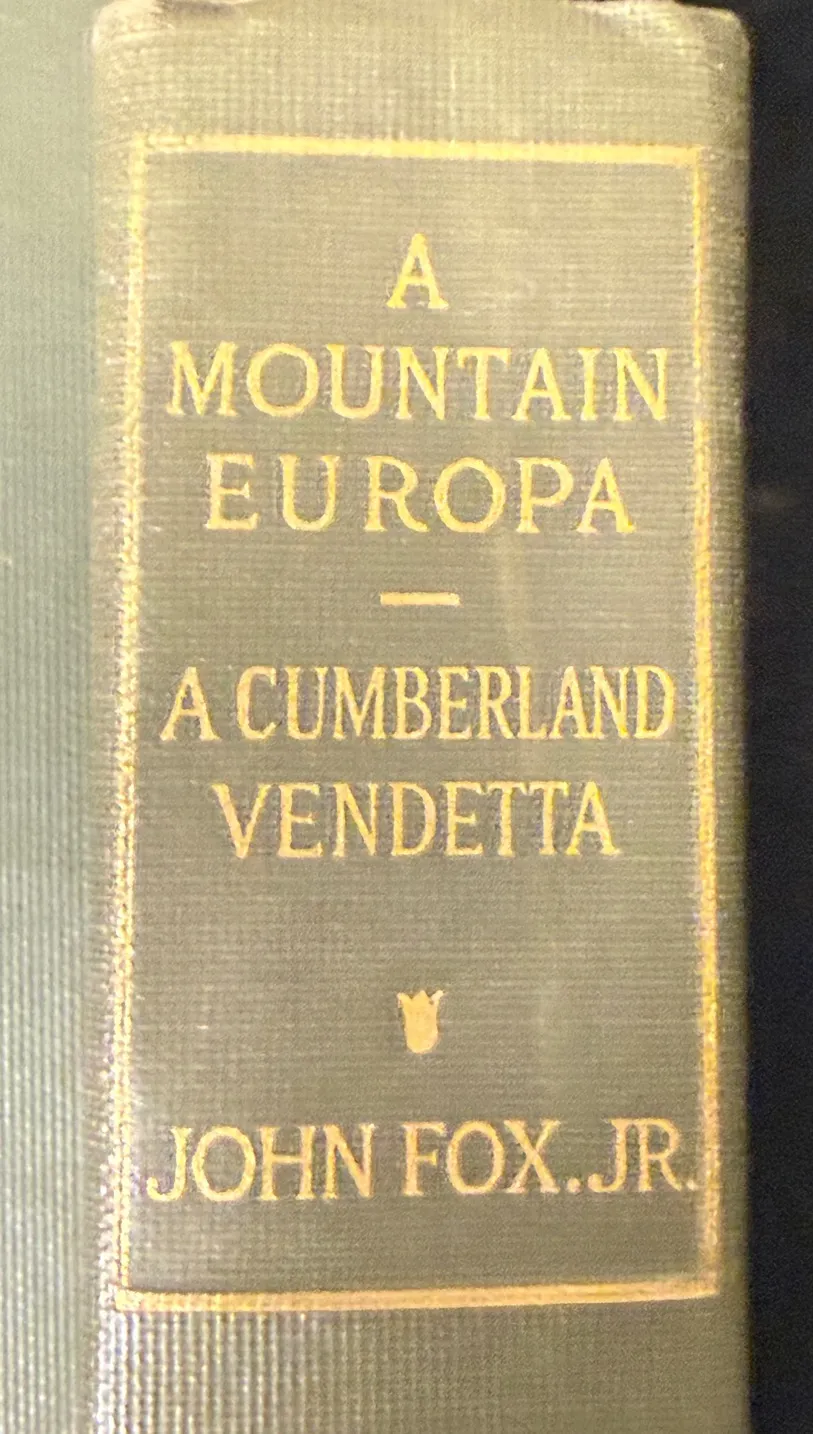 A
MOUNTAIN
EUROPA
—
A CUMBERLAND
VENDETTA
JOHN FOX.JR.